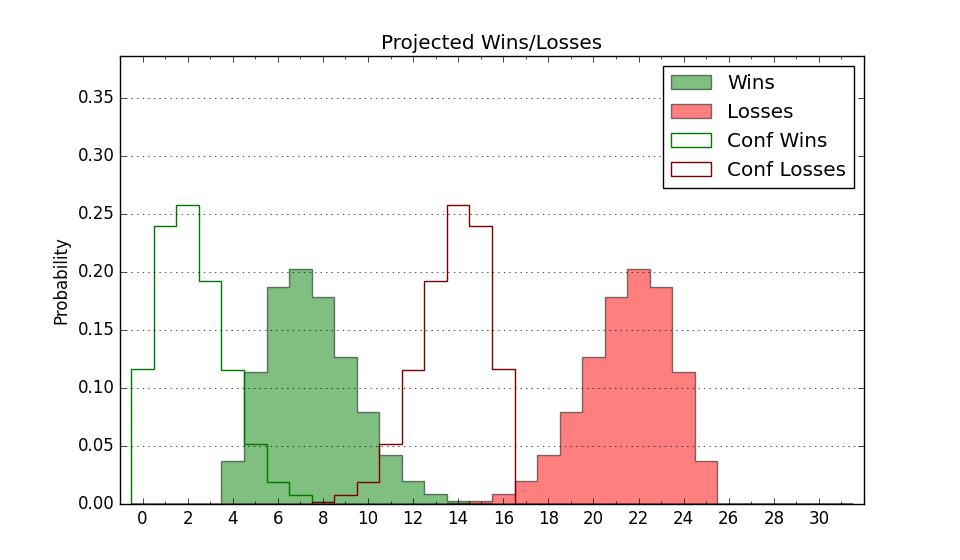 Projected Wins/Losses
Wins
Losses
Conf Wins
Conf Losses
Probability
0.35
0.30
0.25
0.20
0.15
0.10
0.05
0.00
0 2 4 6 8 10 12 14 16 18 20 22 24 26 28 30